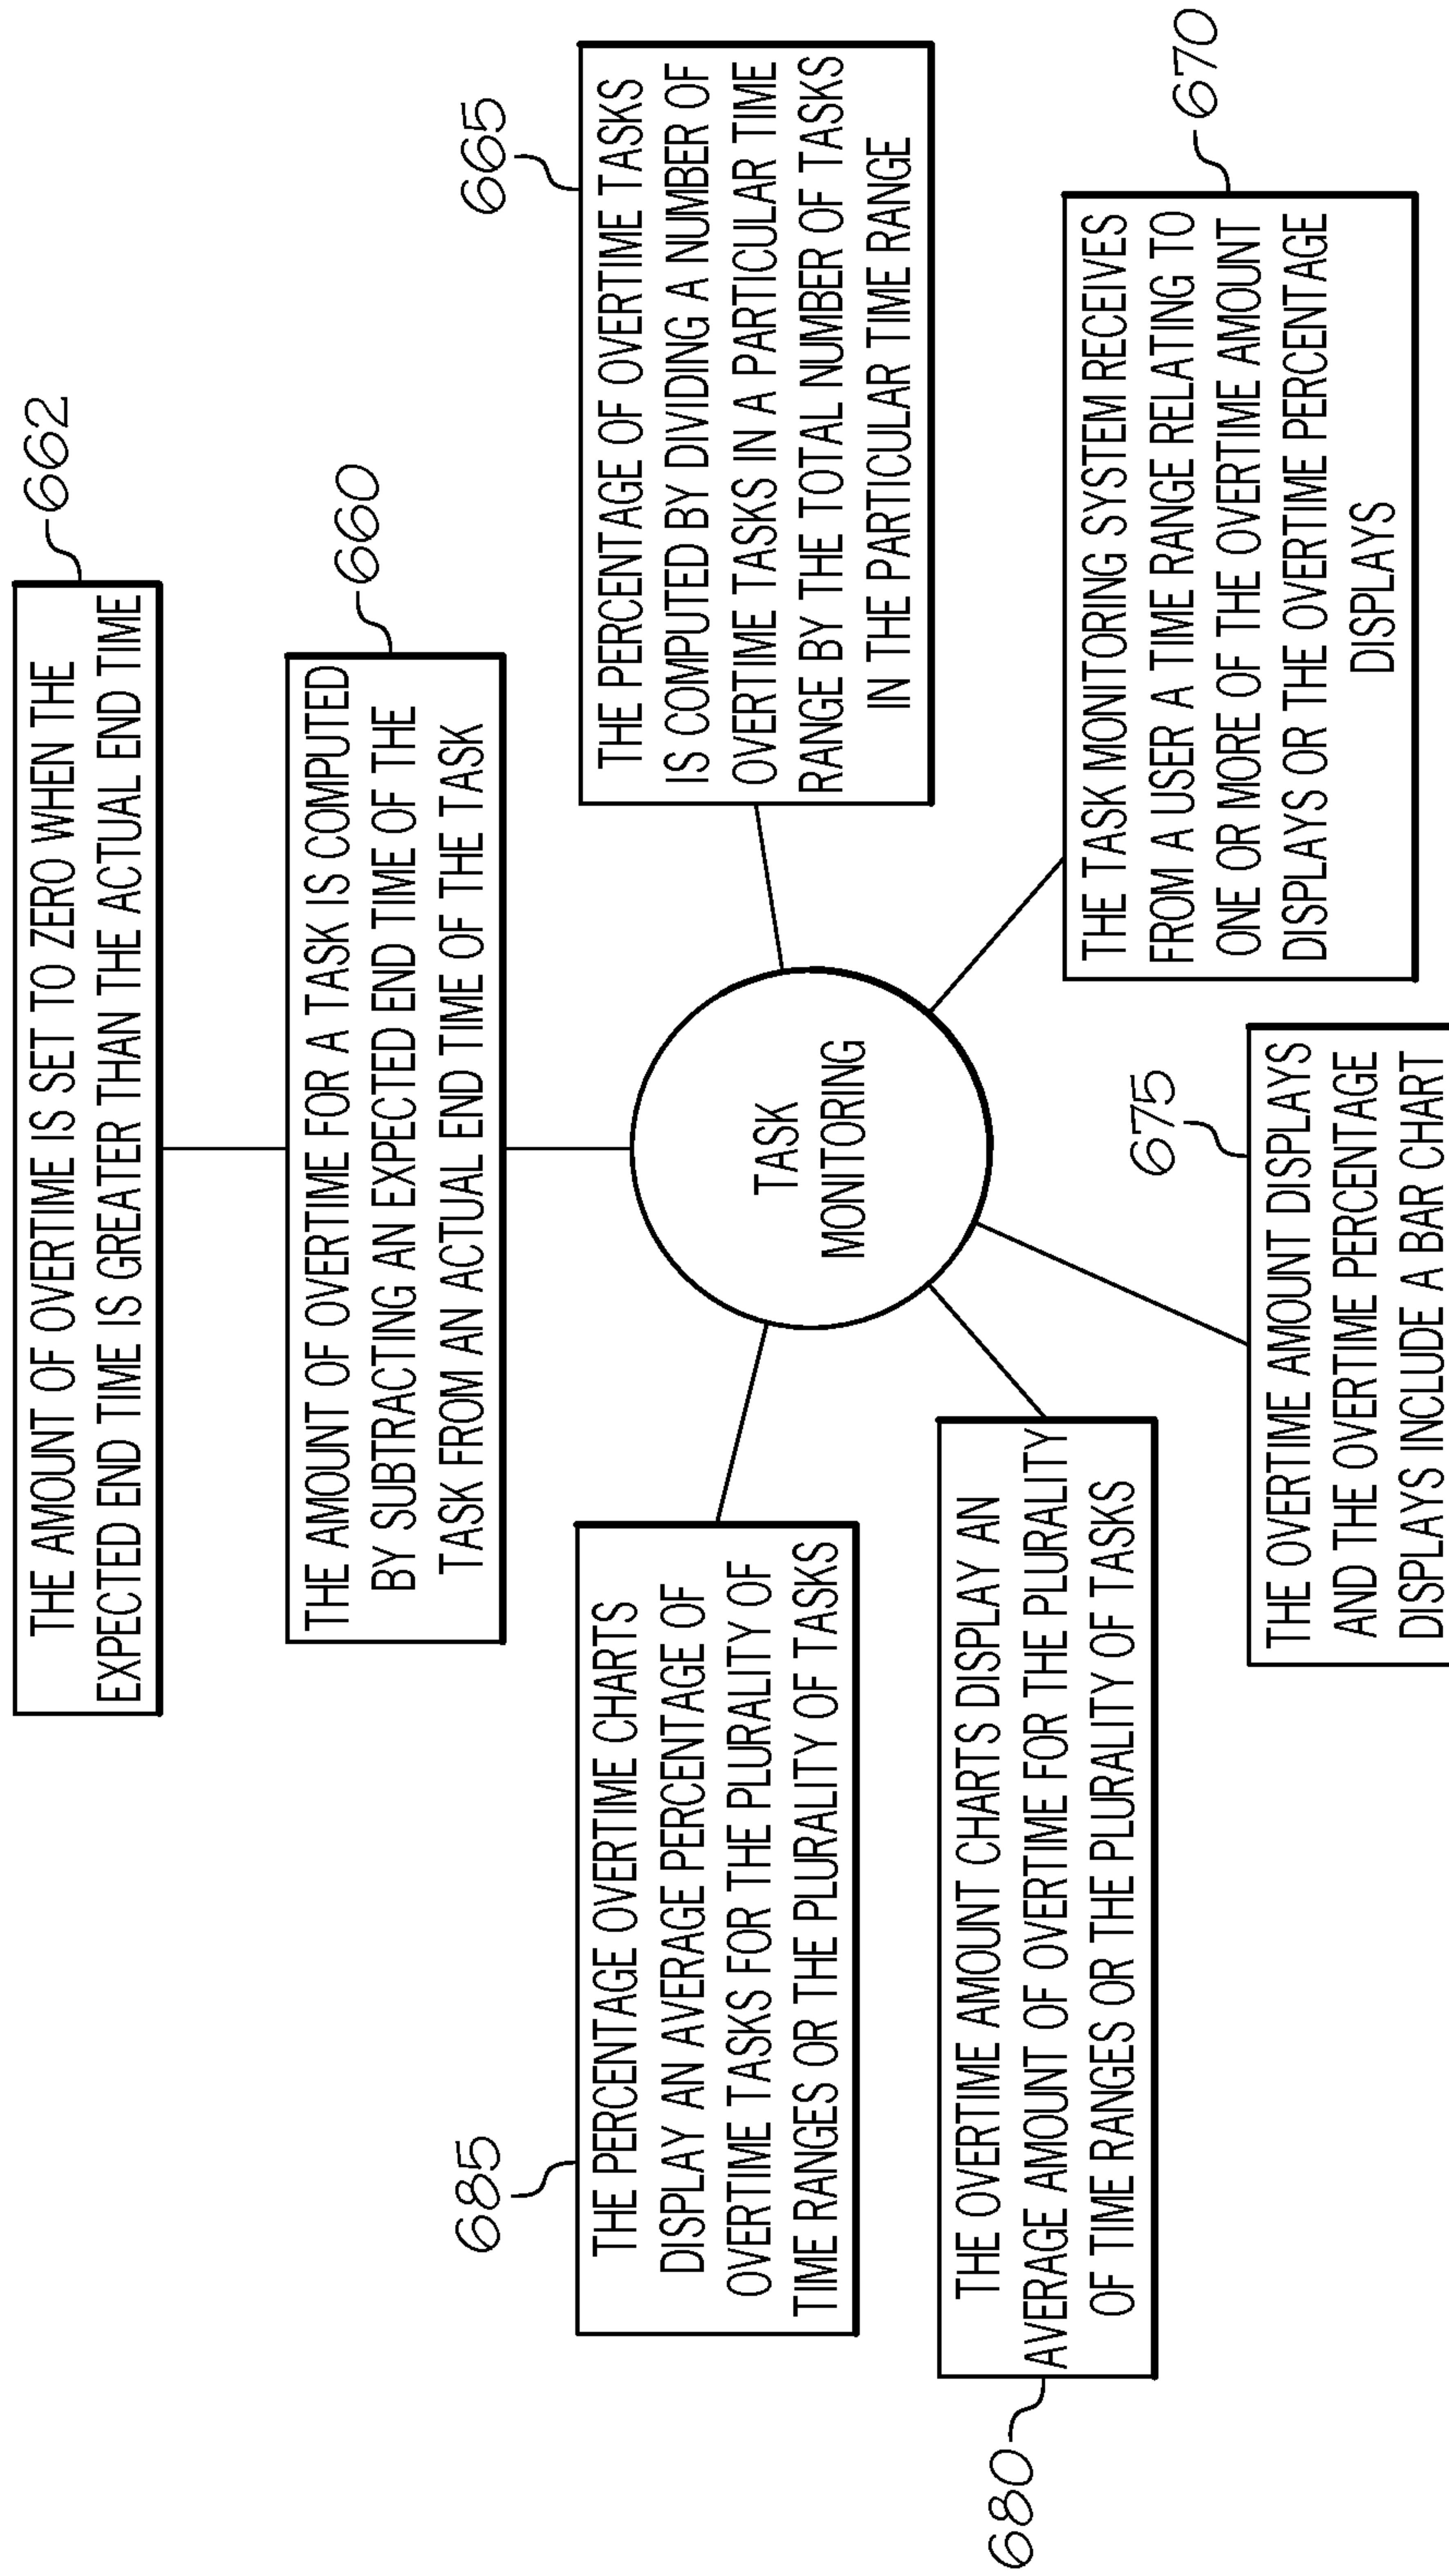 662
THE AMOUNT OF OVERTIME IS SET TO ZERO WHEN THE
EXPECTED END TIME IS GREATER THAN THE ACTUAL END TIME
660
THE AMOUNT OF OVERTIME FOR A TASK IS COMPUTED
BY SUBTRACTING AN EXPECTED END TIME OF THE
TASK FROM AN ACTUAL END TIME OF THE TASK
665
THE PERCENTAGE OF OVERTIME TASKS
IS COMPUTED BY DIVIDING A NUMBER OF
OVERTIME TASKS IN A PARTICULAR TIME
RANGE BY THE TOTAL NUMBER OF TASKS
IN THE PARTICULAR TIME RANGE
685
THE PERCENTAGE OVERTIME CHARTS
DISPLAY AN AVERAGE PERCENTAGE OF
OVERTIME TASKS FOR THE PLURALITY OF
TIME RANGES OR THE PLURALITY OF TASKS
TASK
MONITORING
670
THE TASK MONITORING SYSTEM RECEIVES
FROM A USER A TIME RANGE RELATING TO
ONE OR MORE OF THE OVERTIME AMOUNT
DISPLAYS OR THE OVERTIME PERCENTAGE
DISPLAYS
680
THE OVERTIME AMOUNT CHARTS DISPLAY AN
AVERAGE AMOUNT OF OVERTIME FOR THE PLURALITY
OF TIME RANGES OR THE PLURALITY OF TASKS
675
THE OVERTIME AMOUNT DISPLAYS
AND THE OVERTIME PERCENTAGE
DISPLAYS INCLUDE A BAR CHART